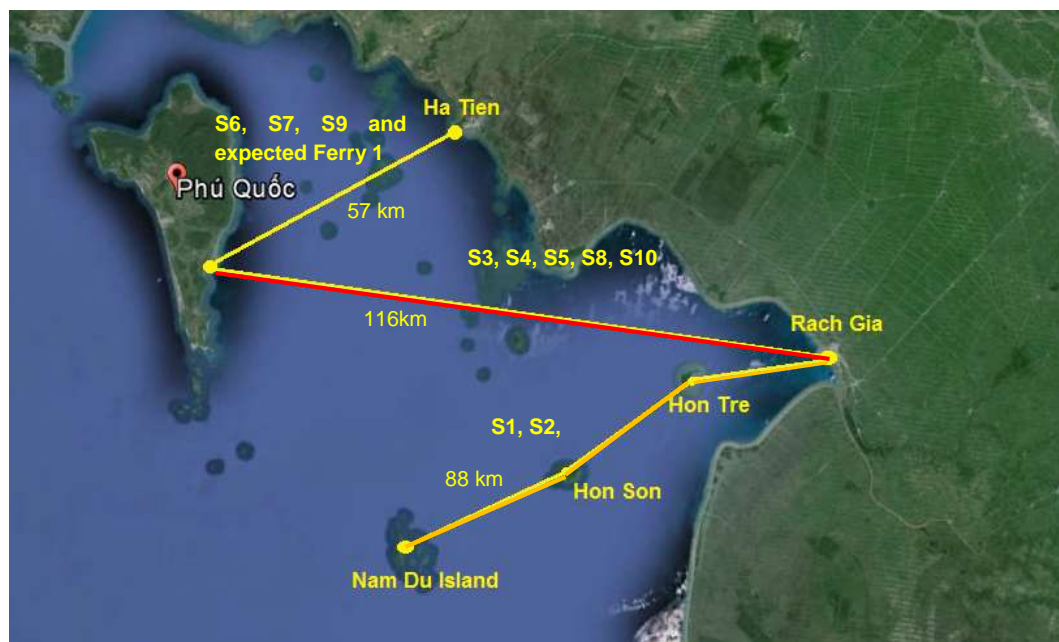 Ha Tien
S6, S7, S9 and
expected Ferry 1
Phú Quốc
57 km
S3, S4, S5, S8, S10
116km
Rach Gia
Hon Tre
S1, S2,
88 km
Hon Son
Nam Du Island